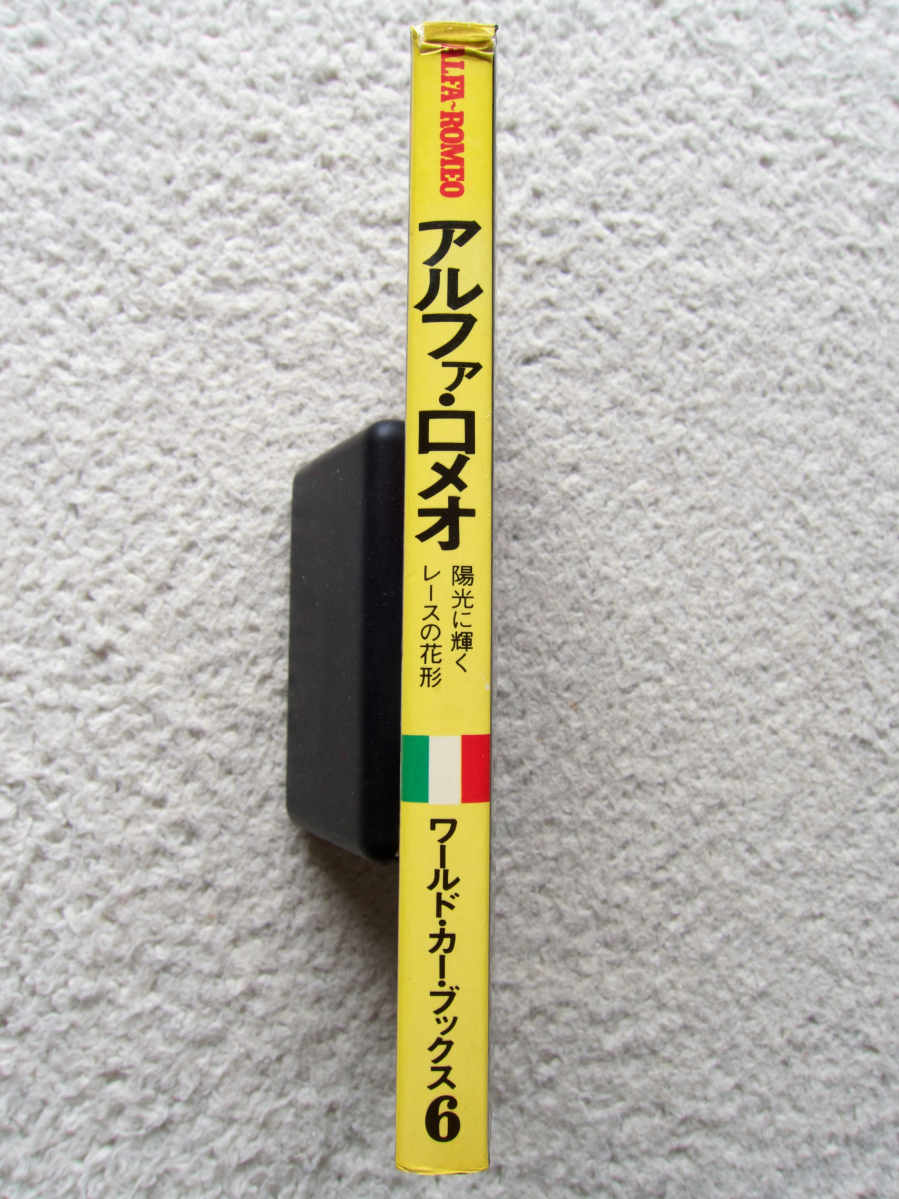 ALFA~ROMEO
アルファ・ロメオ
陽光に輝く
レースの花形
ワールド・カー・ブックス
6